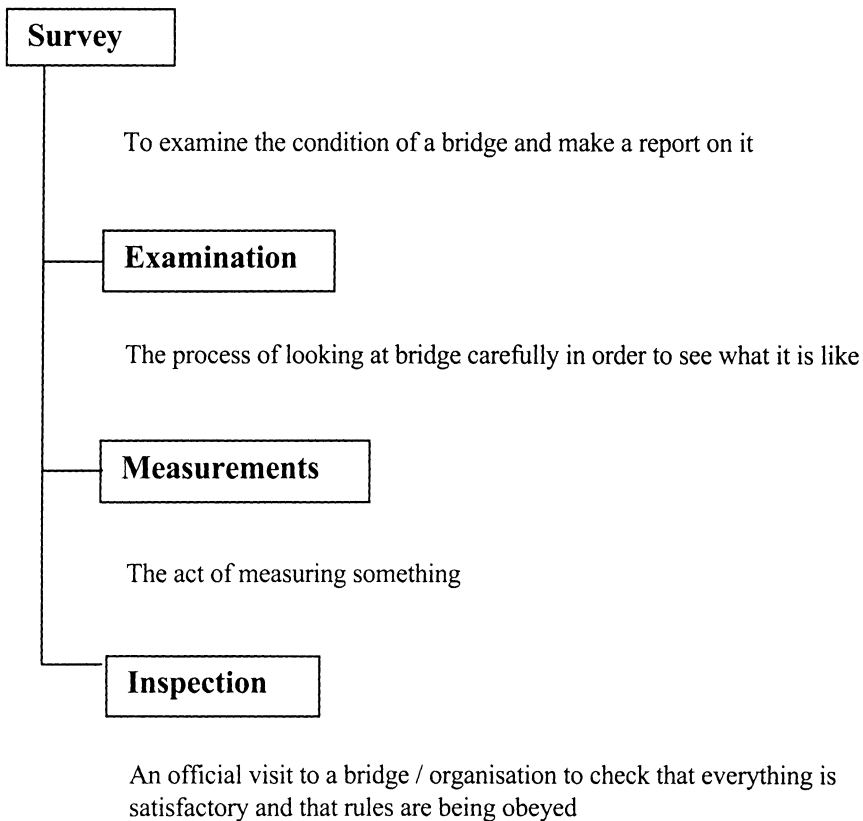 Survey
To examine the condition of a bridge and make a report on it
Examination
The process of looking at bridge carefully in order to see what it is like
Measurements
The act of measuring something
Inspection
An official visit to a bridge / organisation to check that everything is
satisfactory and that rules are being obeyed